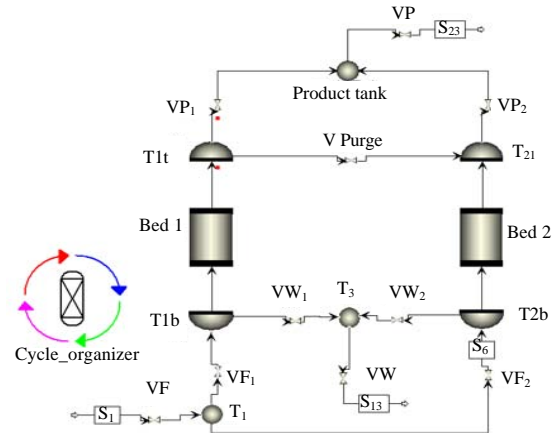 VP
S23
Product tank
VP1
VP2
V Purge
T1t
T21
Bed 1
Bed 2
VW1
T3
VW2
T1b
T2b
Cycle_organizer
S6
VF
VF1
VW
VF2
S1
T1
S13